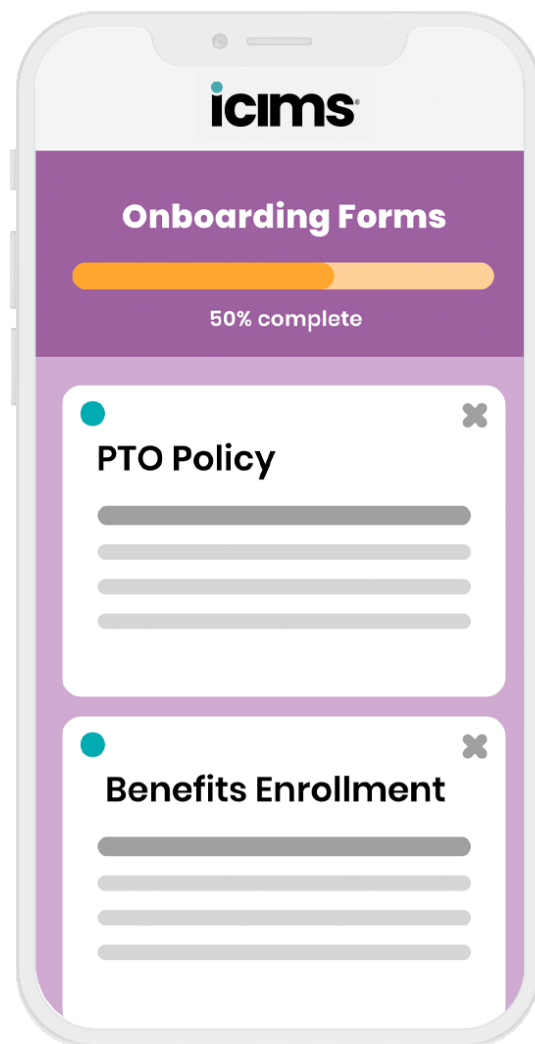 icims®
Onboarding Forms
50% complete
PTO Policy
Benefits Enrollment